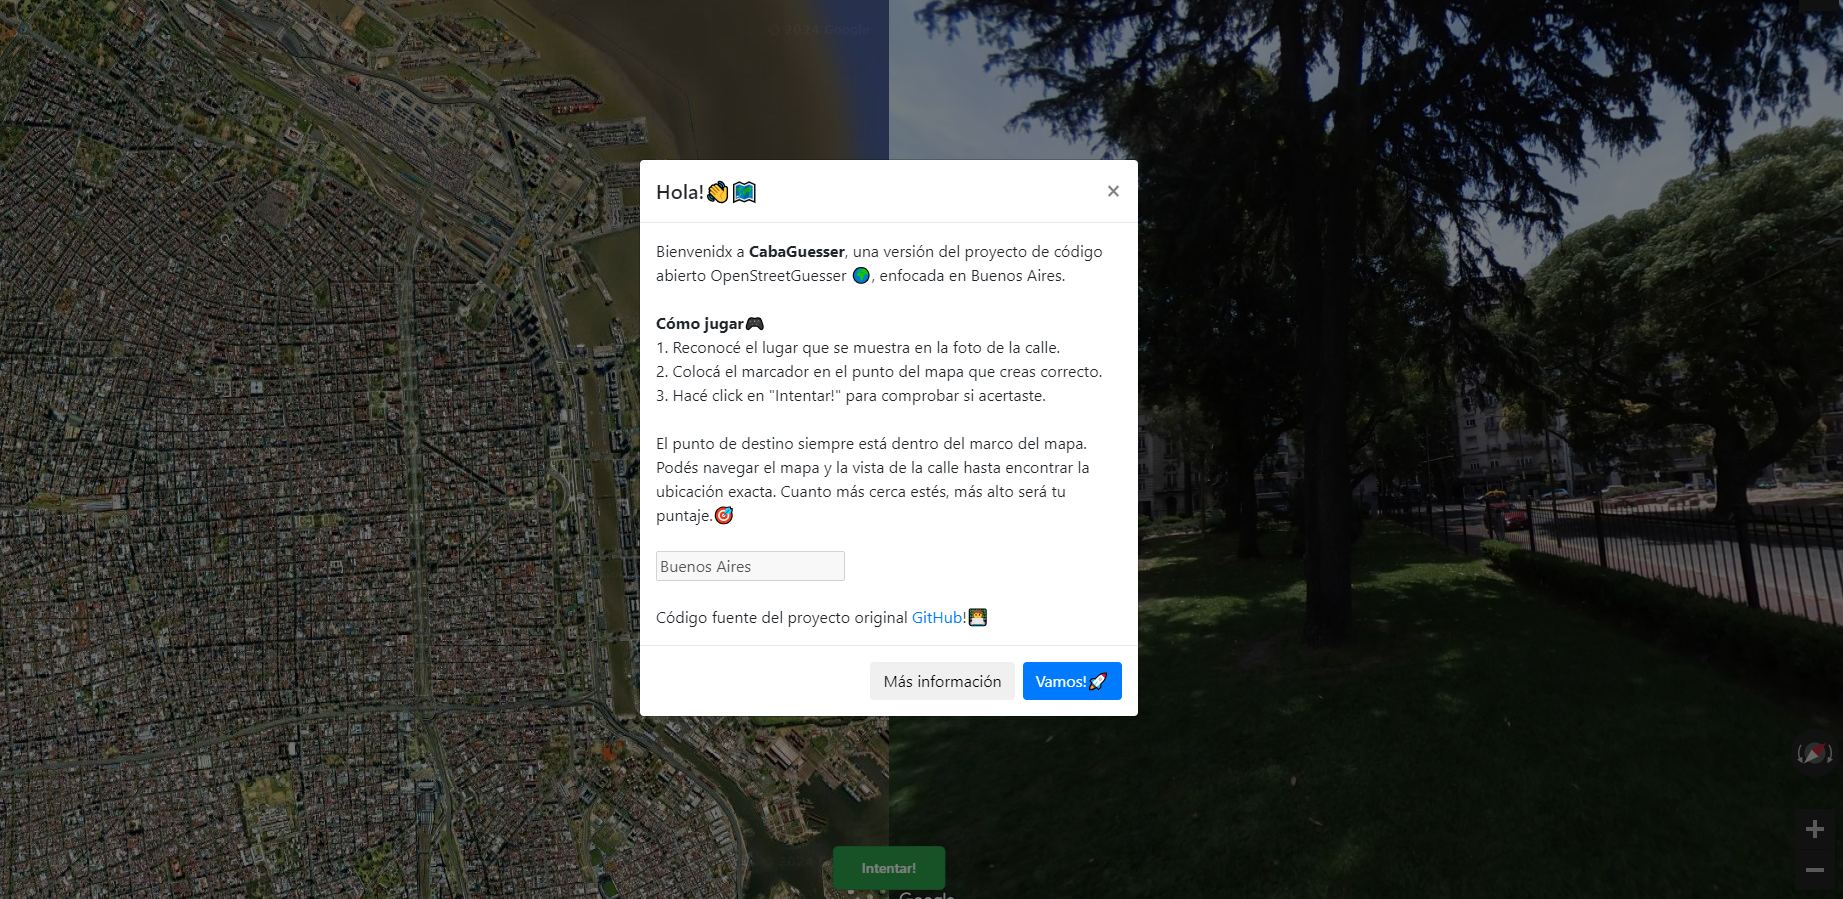 © 2024 Google
Hola!👋🗺️
×
Bienvenidx a CabaGuesser, una versión del proyecto de código
abierto OpenStreetGuesser 🌍, enfocada en Buenos Aires.
Cómo jugar🎮
1. Reconocé el lugar que se muestra en la foto de la calle.
2. Colocá el marcador en el punto del mapa que creas correcto.
3. Hacé click en "Intentar!" para comprobar si acertaste.
El punto de destino siempre está dentro del marco del mapa.
Podés navegar el mapa y la vista de la calle hasta encontrar la
ubicación exacta. Cuanto más cerca estés, más alto será tu
puntaje.🎯
Buenos Aires
Código fuente del proyecto original GitHub!👨‍💻
Más información
Vamos!🚀
Intentar!
Google